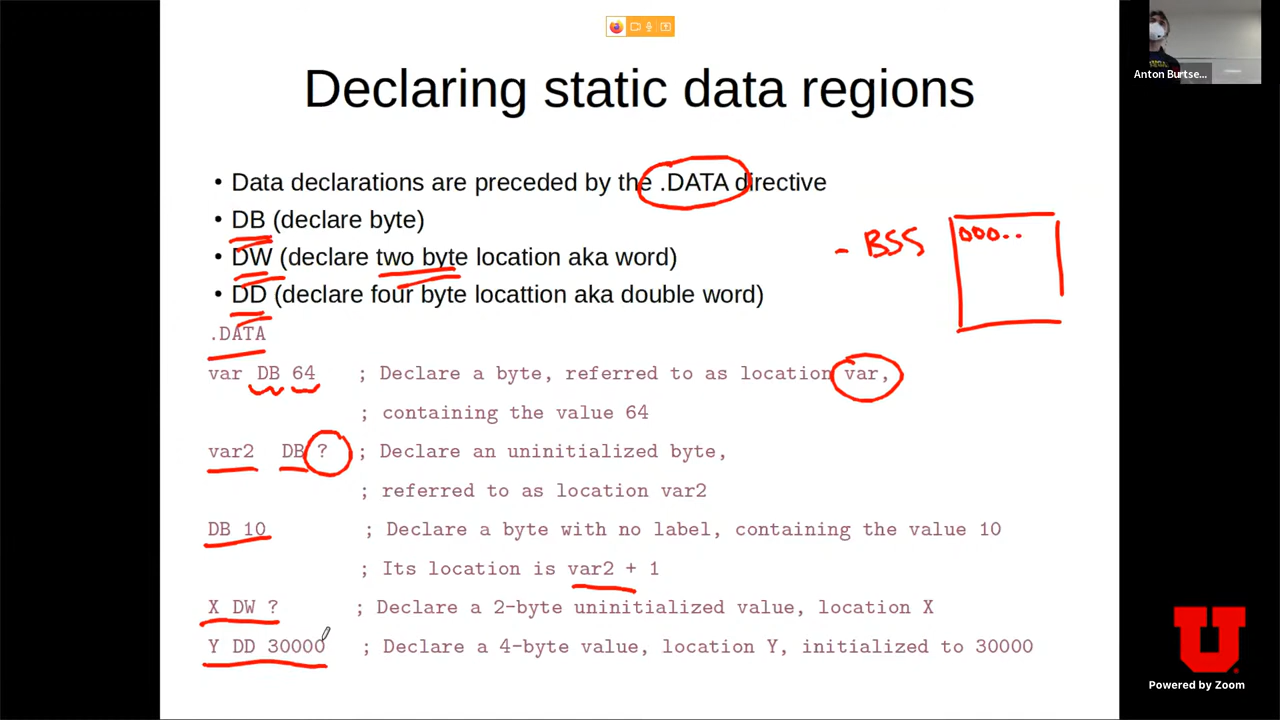 Declaring static data regions
Anton Burtse...
• Data declarations are preceded by the .DATA directive
• DB (declare byte)
• DW (declare two byte location aka word)
- BSS
000..
• DD (declare four byte locattion aka double word)
.DATA
var DB 64 ; Declare a byte, referred to as location var,
; containing the value 64
var2 DB ? ; Declare an uninitialized byte,
; referred to as location var2
DB 10 ; Declare a byte with no label, containing the value 10
; Its location is var2 + 1
X DW ? ; Declare a 2-byte uninitialized value, location X
Y DD 30000 ; Declare a 4-byte value, location Y, initialized to 30000
U
Powered by Zoom